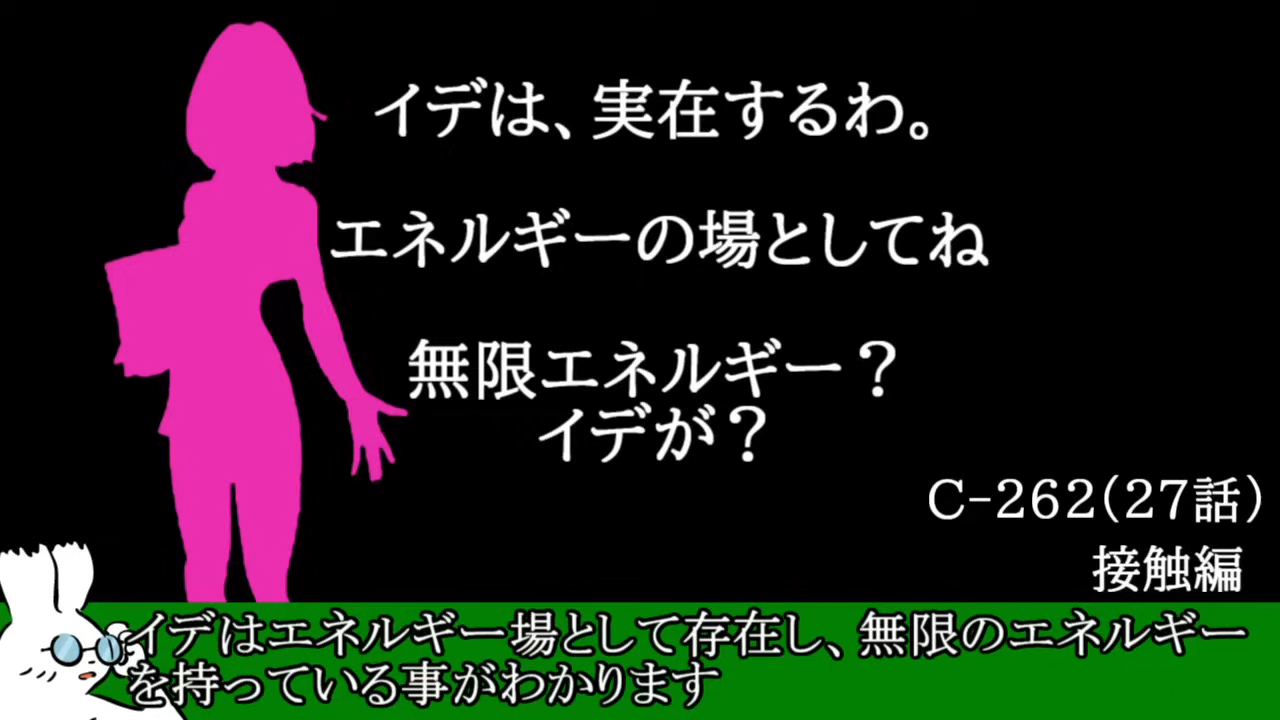 イデは、実在するわ。
エネルギーの場としてね
無限エネルギー？
イデが？
C-262(27話)
接触編
イデはエネルギー場として存在し、無限のエネルギー
を持っている事がわかります